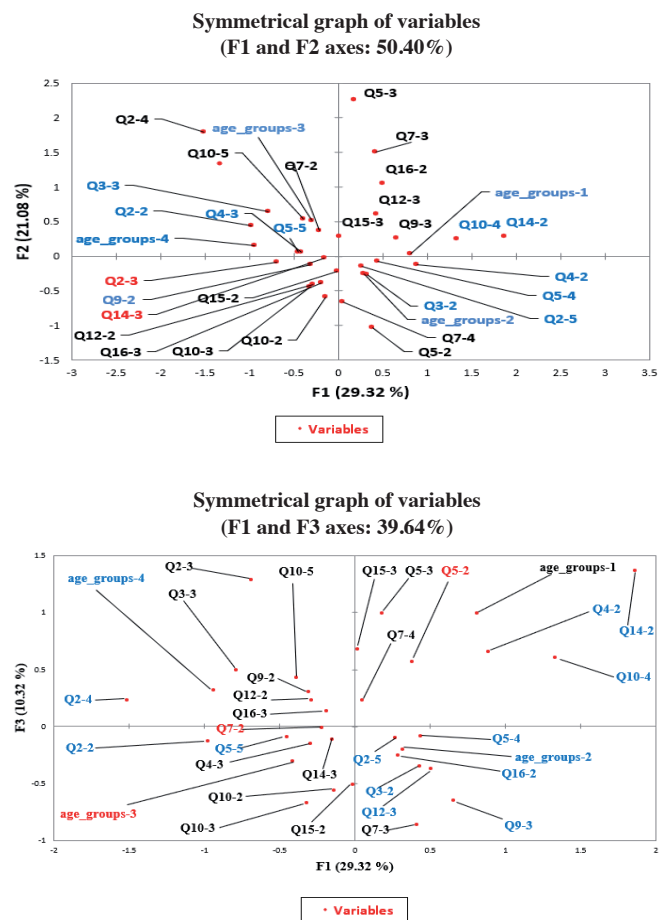 Symmetrical graph of variables
(F1 and F2 axes: 50.40%)
2.5
Q5-3
Q2-4
age_groups-3
2
Q7-3
Q10-5
Q7-2
1.5
Q16-2
Q3-3
age_groups-1
1
Q12-3
Q2-2
Q4-3
Q15-3
Q9-3
Q10-4
Q14-2
Q5-5
0.5
age_groups-4
0
Q2-3
Q4-2
Q9-2
Q15-2
Q5-4
-0.5
Q14-3
Q3-2
Q2-5
Q12-2
age_groups-2
-1
Q16-3
Q10-3
Q10-2
Q7-4
Q5-2
-1.5
F2 (21.08 %)
-3 -2.5 -2 -1.5 -1 -0.5 0 0.5 1 1.5 2 2.5 3 3.5
F1 (29.32 %)
Variables
Symmetrical graph of variables
(F1 and F3 axes: 39.64%)
1.5
Q2-3
Q10-5
Q15-3
Q5-3
Q5-2
age_groups-1
age_groups-4
Q3-3
Q4-2
1
Q7-4
Q14-2
Q9-2
Q10-4
0.5
Q2-4
Q12-2
Q16-3
0
Q7-2
Q5-4
Q2-2
Q5-5
Q2-5
age_groups-2
Q4-3
Q14-3
Q16-2
-0.5
Q10-2
Q3-2
age_groups-3
Q12-3
Q10-3
Q15-2
Q7-3
Q9-3
-1
F3 (10.32 %)
-2 -1.5 -1 -0.5 0 0.5 1 1.5 2
F1 (29.32 %)
Variables